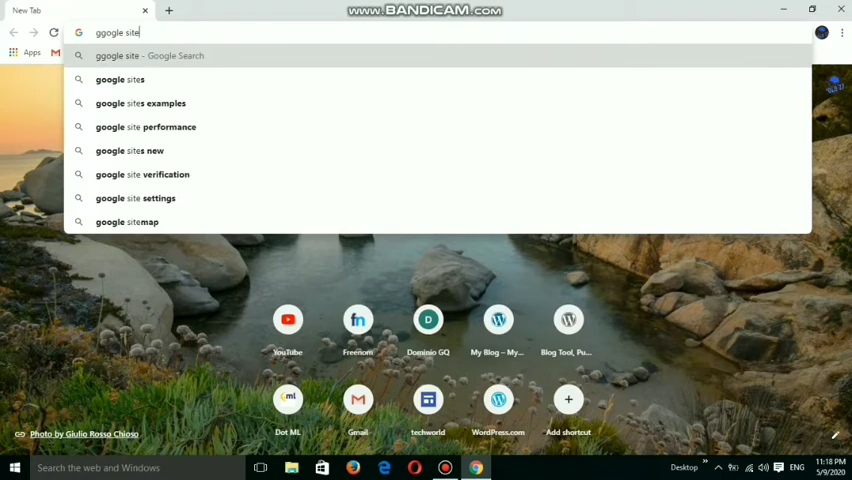 New Tab
WWW.BANDICAM.COM
ggogle site
Apps
ggogle site - Google Search
google sites
google sites examples
google site performance
google sites new
google site verification
google site settings
google sitemap
YouTube
Freenom
Dominio GQ
My Blog – My...
Blog Tool, Pu...
Dot ML
Gmail
techworld
WordPress.com
Add shortcut
Photo by Giulio Rosso Chioso
Search the web and Windows
Desktop
ENG
11:18 PM
5/9/2020